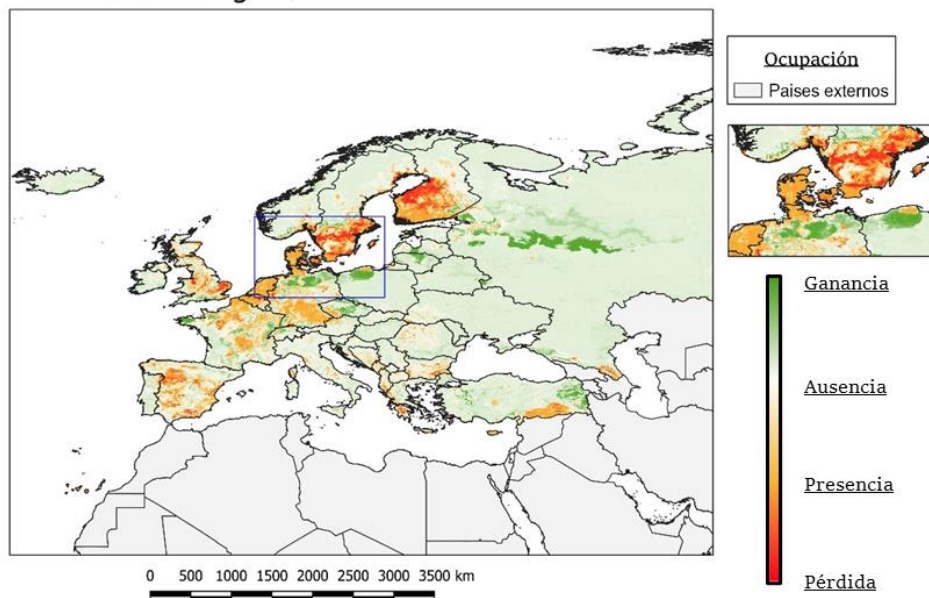 Ocupación
Paises externos
Ganancia
Ausencia
Presencia
Pérdida
0 500 1000 1500 2000 2500 3000 3500 km